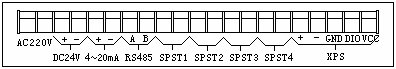 AC220V + - + - A B + - GND DIO VCC
DC24V 4~20mA RS485 SPST1 SPST2 SPST3 SPST4 XPS